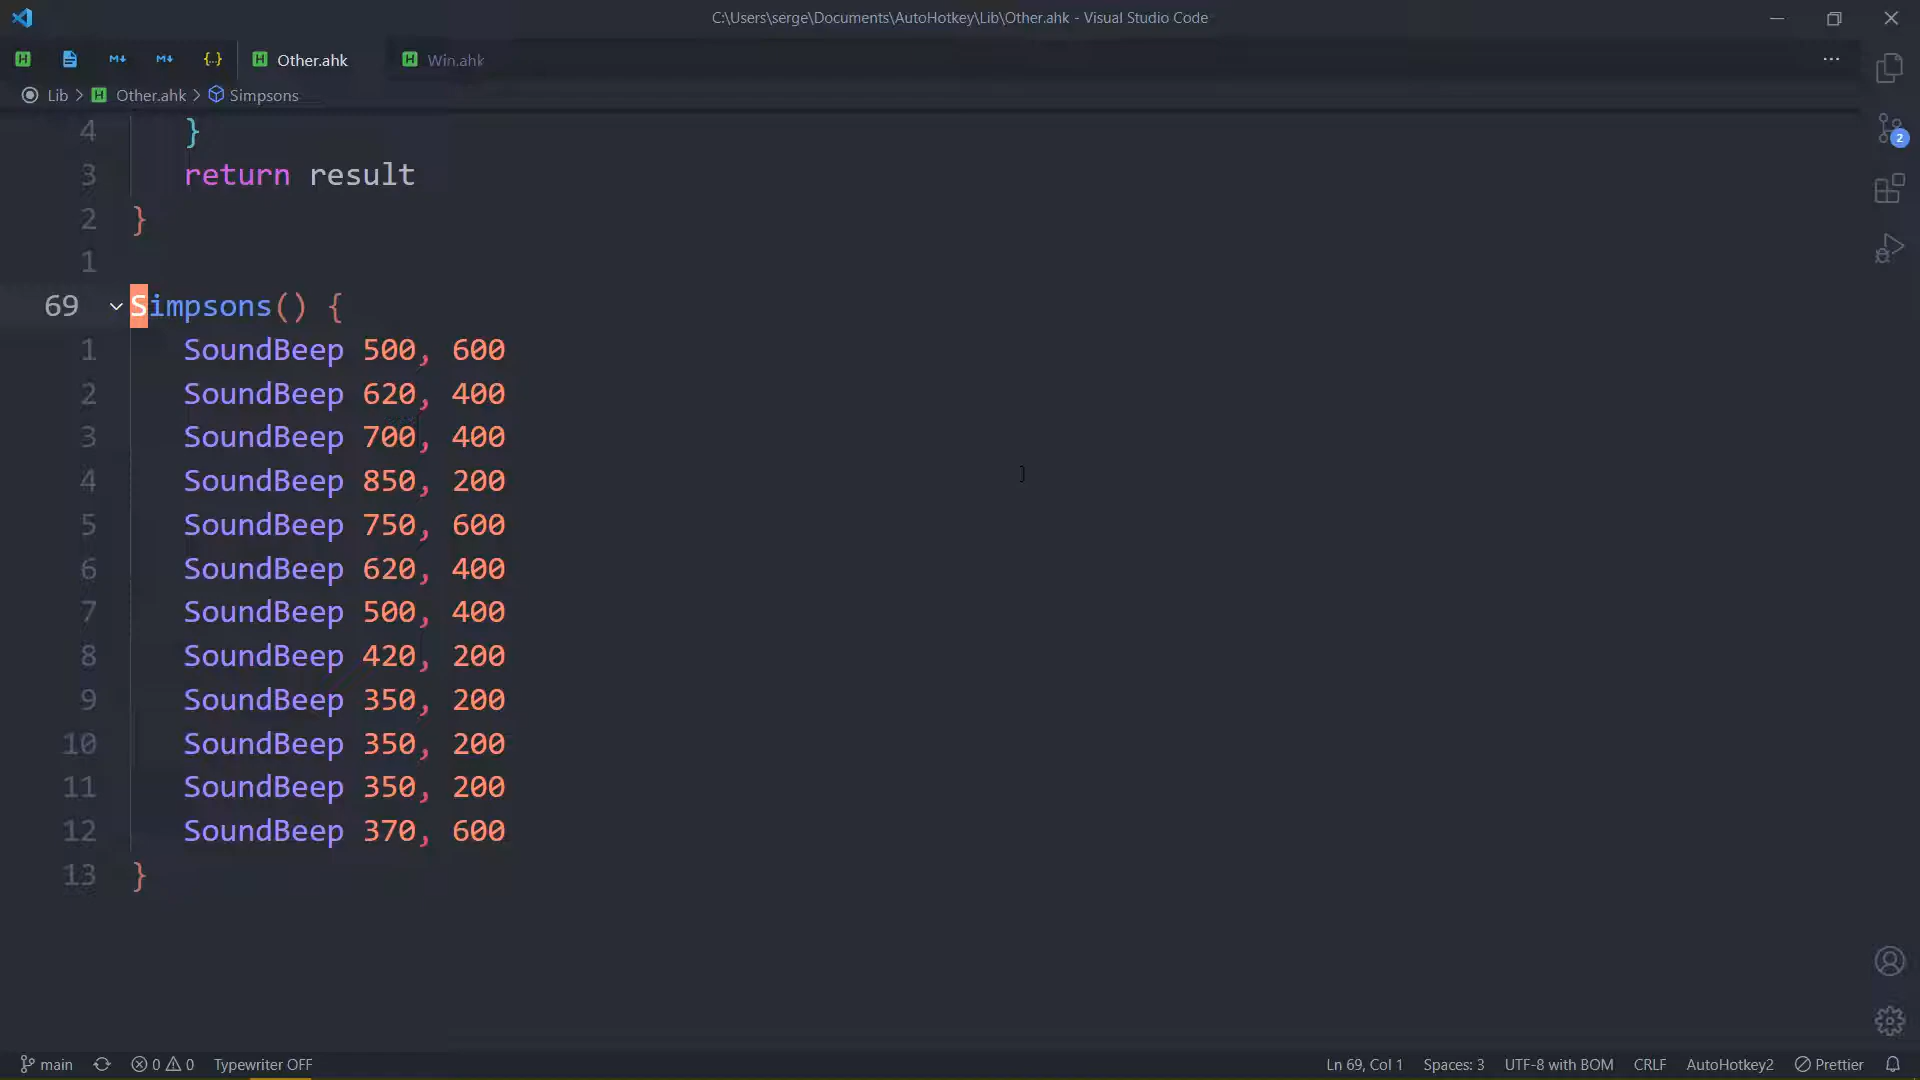 C:\Users\serge\Documents\AutoHotkey\Lib\Other.ahk - Visual Studio Code
H M↓ M↓ {..} H Other.ahk H Win.ahk ...
Lib > H Other.ahk > Simpsons
4 }
3 return result
2 }
1
69 Simpsons() {
1 SoundBeep 500, 600
2 SoundBeep 620, 400
3 SoundBeep 700, 400
4 SoundBeep 850, 200
5 SoundBeep 750, 600
6 SoundBeep 620, 400
7 SoundBeep 500, 400
8 SoundBeep 420, 200
9 SoundBeep 350, 200
10 SoundBeep 350, 200
11 SoundBeep 350, 200
12 SoundBeep 370, 600
13 }
2
main 0 0 Typewriter OFF Ln 69, Col 1 Spaces: 3 UTF-8 with BOM CRLF AutoHotkey2 Prettier